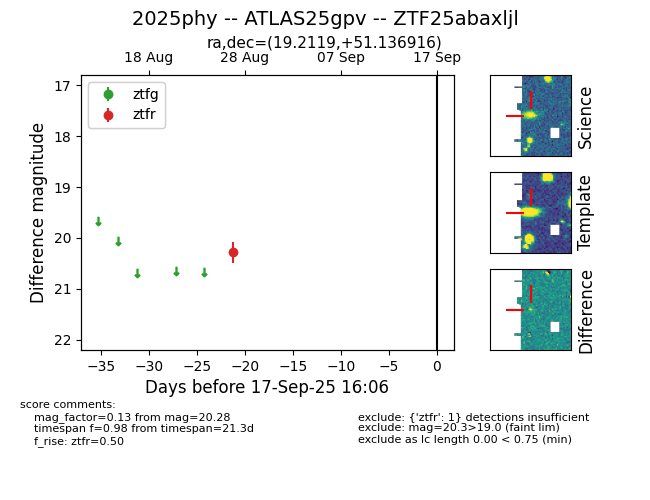 2025phy -- ATLAS25gpv -- ZTF25abaxljl
ra,dec=(19.2119,+51.136916)
18 Aug 28 Aug 07 Sep 17 Sep
ztfg
ztfr
17
18
19
20
21
22
Difference magnitude
−35 −30 −25 −20 −15 −10 −5 0
Days before 17-Sep-25 16:06
Science
Template
Difference
score comments:
mag_factor=0.13 from mag=20.28
timespan f=0.98 from timespan=21.3d
f_rise: ztfr=0.50
exclude: {'ztfr': 1} detections insufficient
exclude: mag=20.3>19.0 (faint lim)
exclude as lc length 0.00 < 0.75 (min)